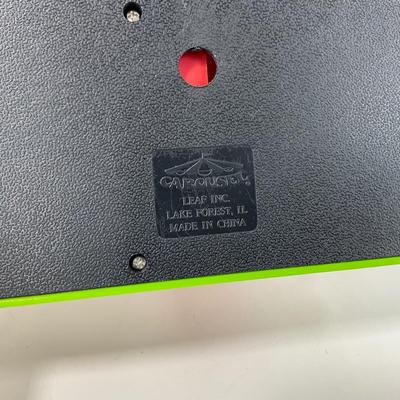 CAROUSEL
LEAF INC.
LAKE FOREST, IL
MADE IN CHINA